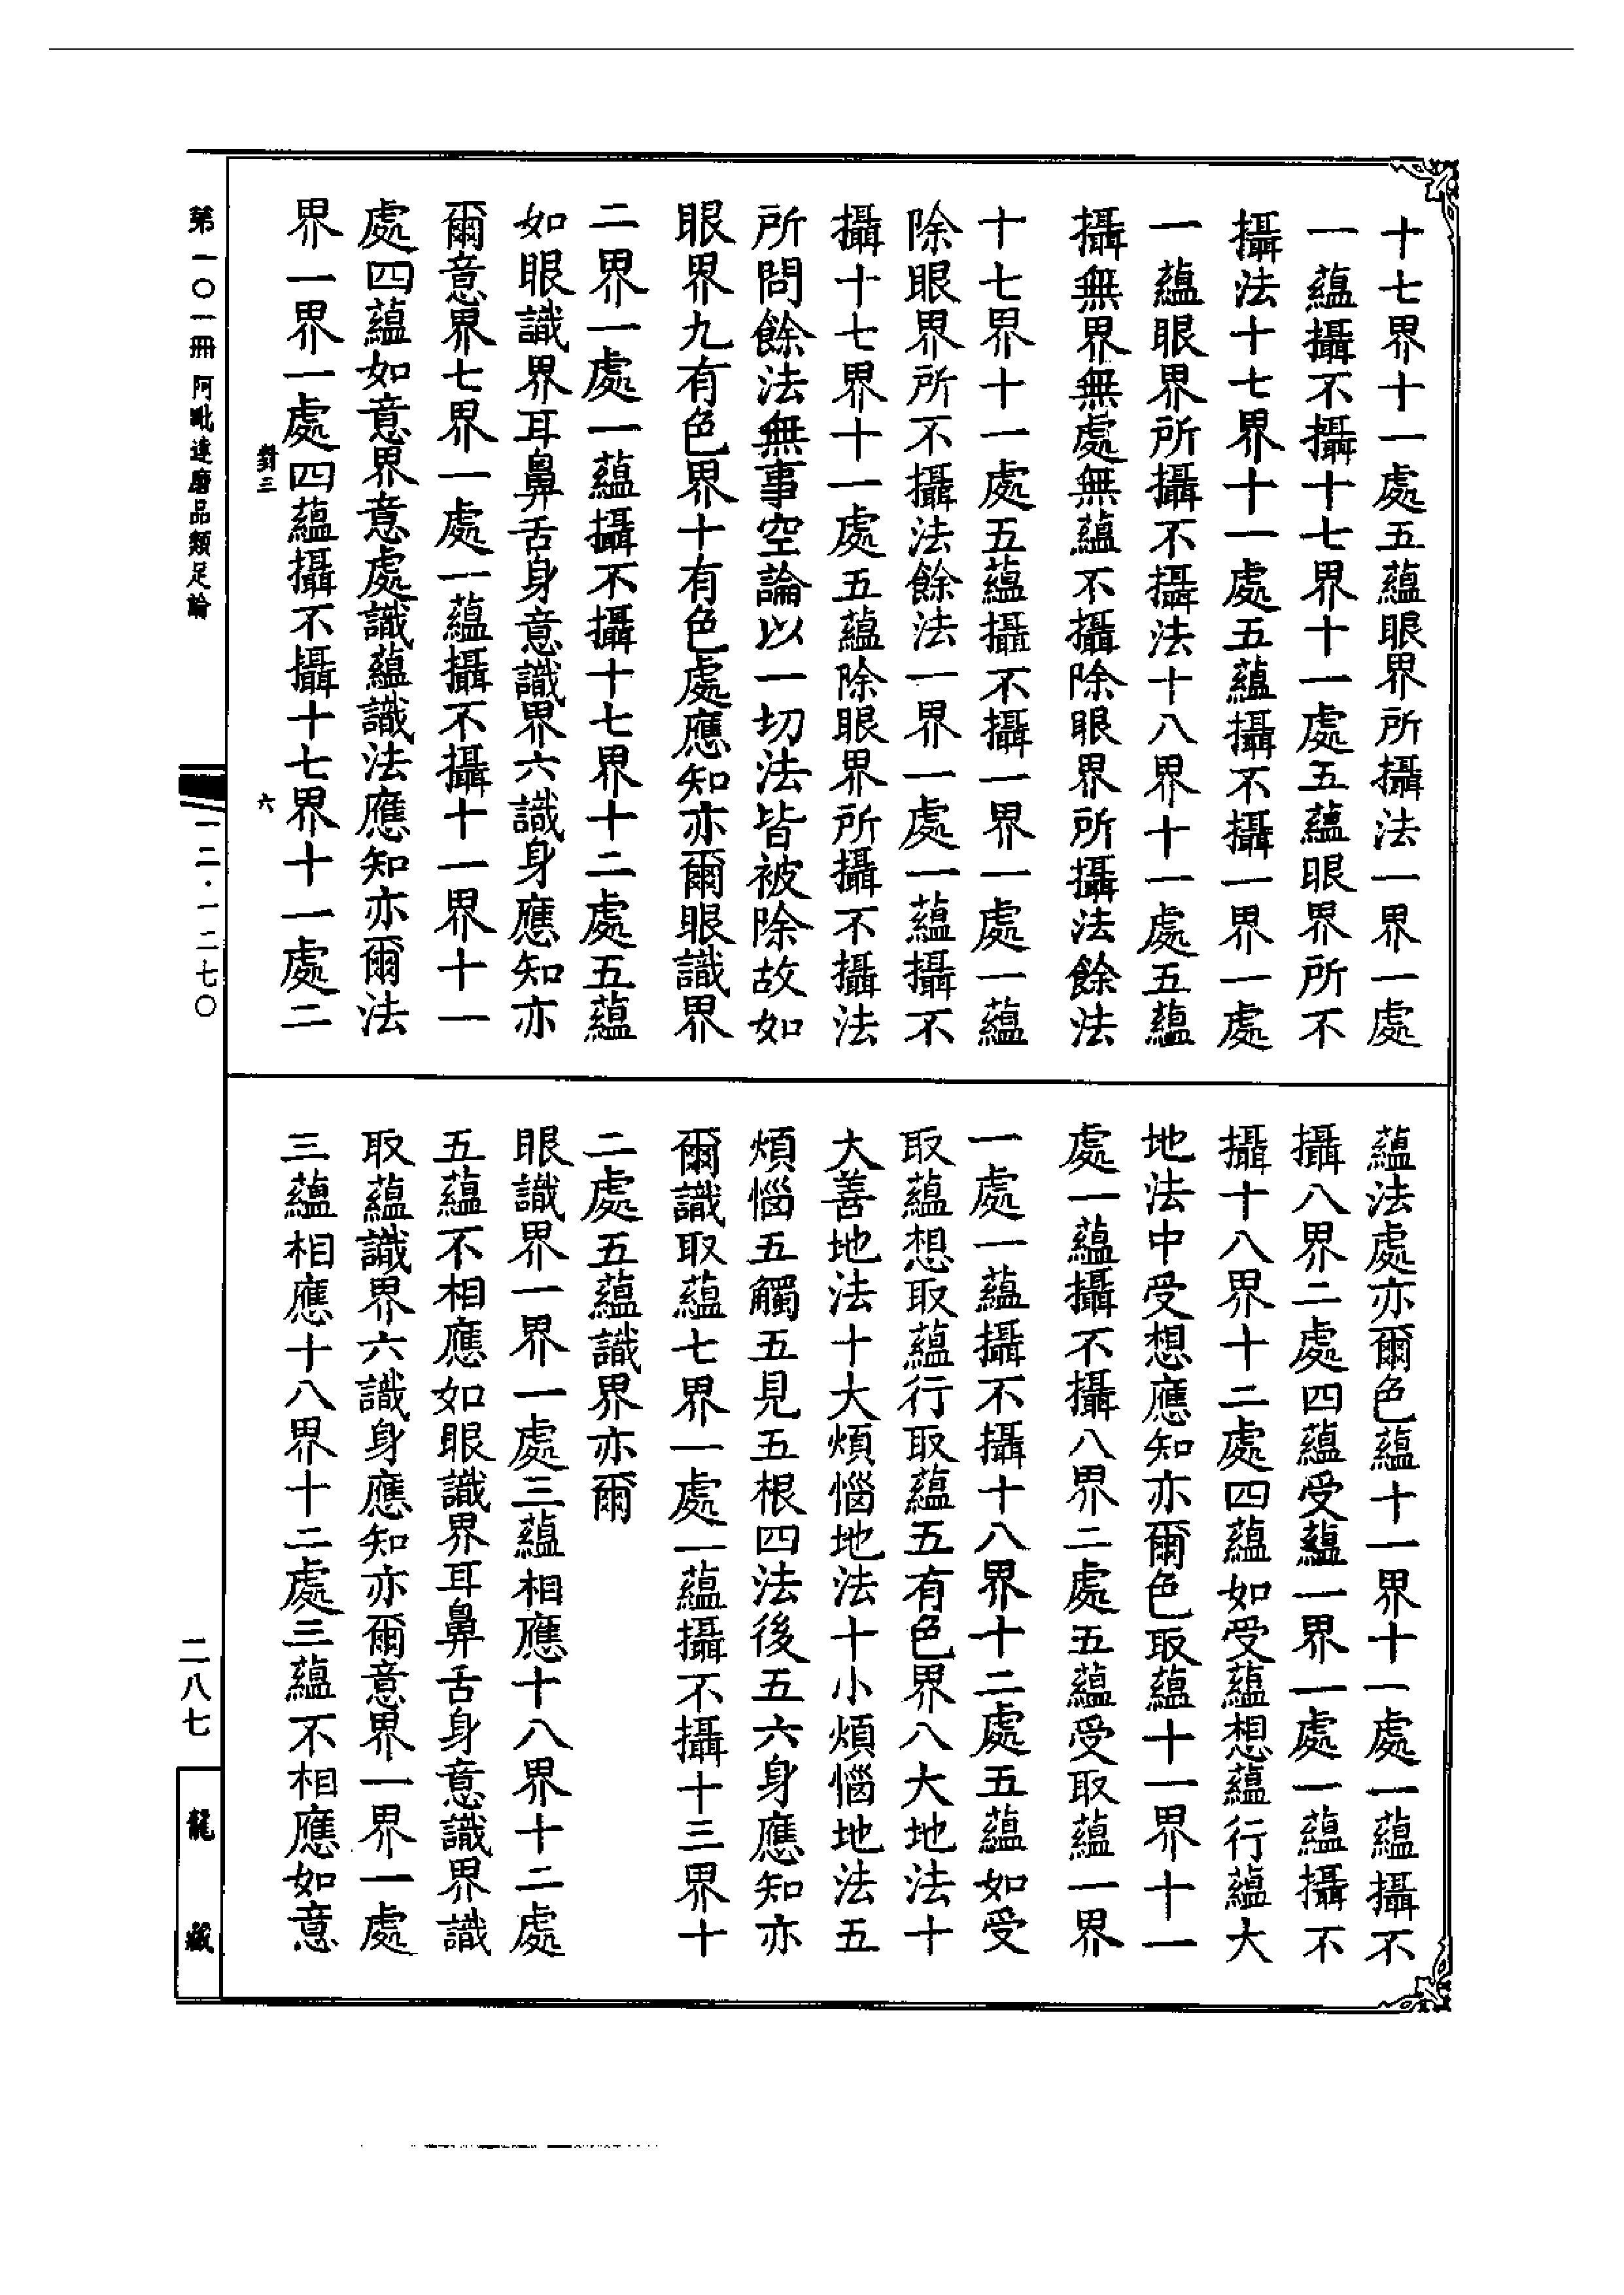 十七界十一處五蘊眼界所攝法一界一處
一蘊攝不攝十七界十一處五蘊眼界所不
攝法十七界十一處五蘊攝不攝一界一處
一蘊眼界所攝不攝法十八界十一處五蘊
攝無界無處無蘊不攝除眼界所攝法餘法
十七界十一處五蘊攝不攝一界一處一蘊
除眼界所不攝法餘法一界一處一蘊攝不
攝十七界十一處五蘊除眼界所攝不攝法
所問餘法無事空論以一切法皆被除故如
眼界九有色界十有色處應知亦爾眼識界
二界一處一蘊攝不攝十七界十二處五蘊
如眼識界耳鼻舌身意識界六識身應知亦
爾意界七界一處一蘊攝不攝十一界十一
處四蘊如意界意處識蘊識法應知亦爾法
界一界一處四蘊攝不攝十七界十一處二
蘊法處亦爾色蘊十一界十一處一蘊攝不
攝八界二處四蘊受蘊一界一處一蘊攝不
攝十八界十二處四蘊如受蘊想蘊行蘊大
地法中受想應知亦爾色取蘊十一界十一
處一蘊攝不攝八界二處五蘊受取蘊一界
一處一蘊攝不攝十八界十二處五蘊如受
取蘊想取蘊行取蘊五有色界八大地法十
大善地法十大煩惱地法十小煩惱地法五
煩惱五觸五見五根四法後五六身應知亦
爾識取蘊七界一處一蘊攝不攝十三界十
二處五蘊識界亦爾
眼識界一界一處三蘊相應十八界十二處
五蘊不相應如眼識界耳鼻舌身意識界識
取蘊識界六識身應知亦爾意界一界一處
三蘊相應十八界十二處三蘊不相應如意
對三 六
第一〇一冊 阿毗達磨品類足論
一二·一二七〇
二八七
龍藏